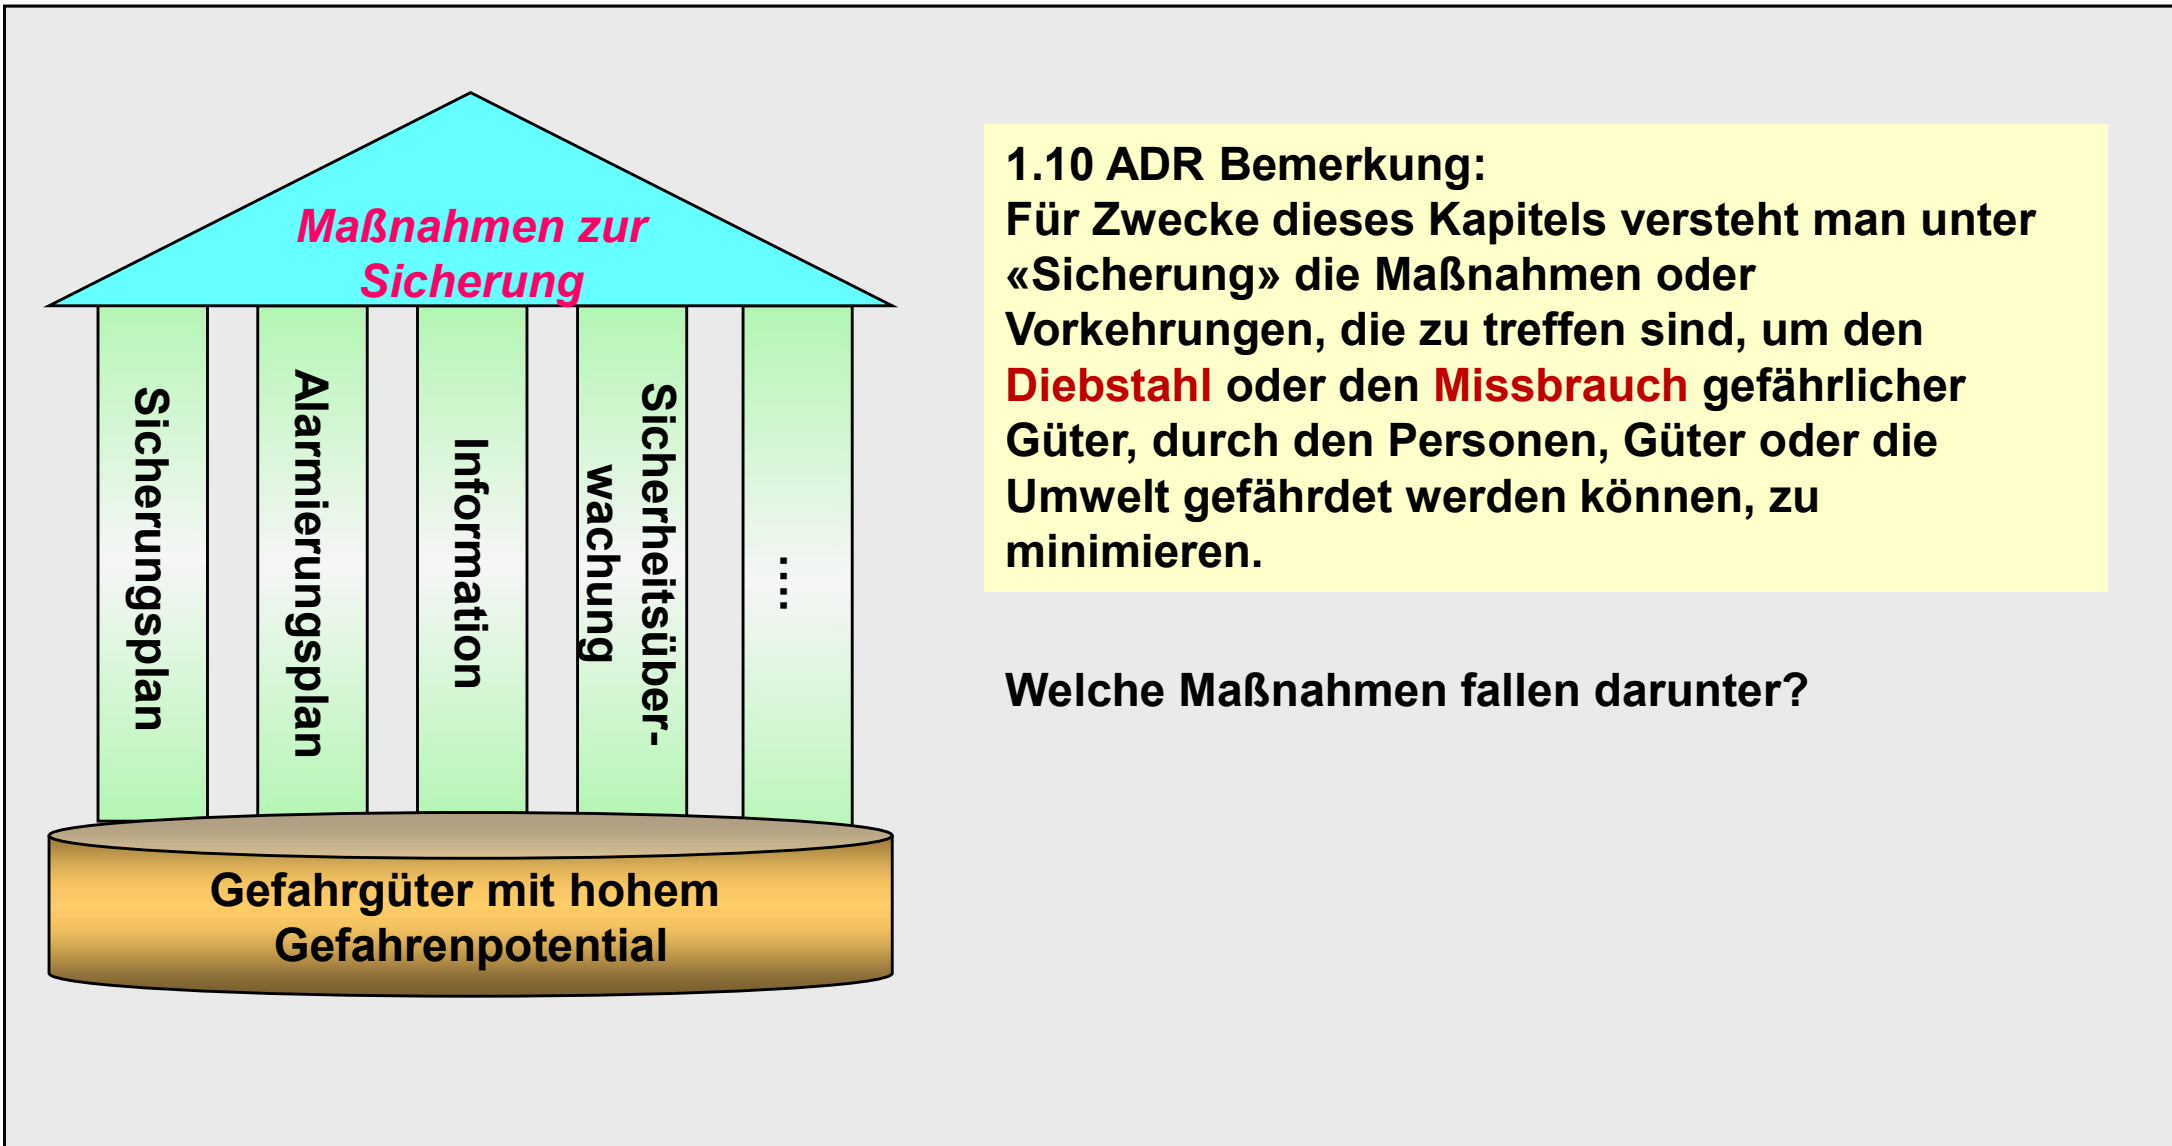 Maßnahmen zur
Sicherung
Sicherungsplan
Alarmierungsplan
Information
Sicherheitsüber-
wachung
....
Gefahrgüter mit hohem
Gefahrenpotential
1.10 ADR Bemerkung:
Für Zwecke dieses Kapitels versteht man unter
«Sicherung» die Maßnahmen oder
Vorkehrungen, die zu treffen sind, um den
Diebstahl oder den Missbrauch gefährlicher
Güter, durch den Personen, Güter oder die
Umwelt gefährdet werden können, zu
minimieren.
Welche Maßnahmen fallen darunter?